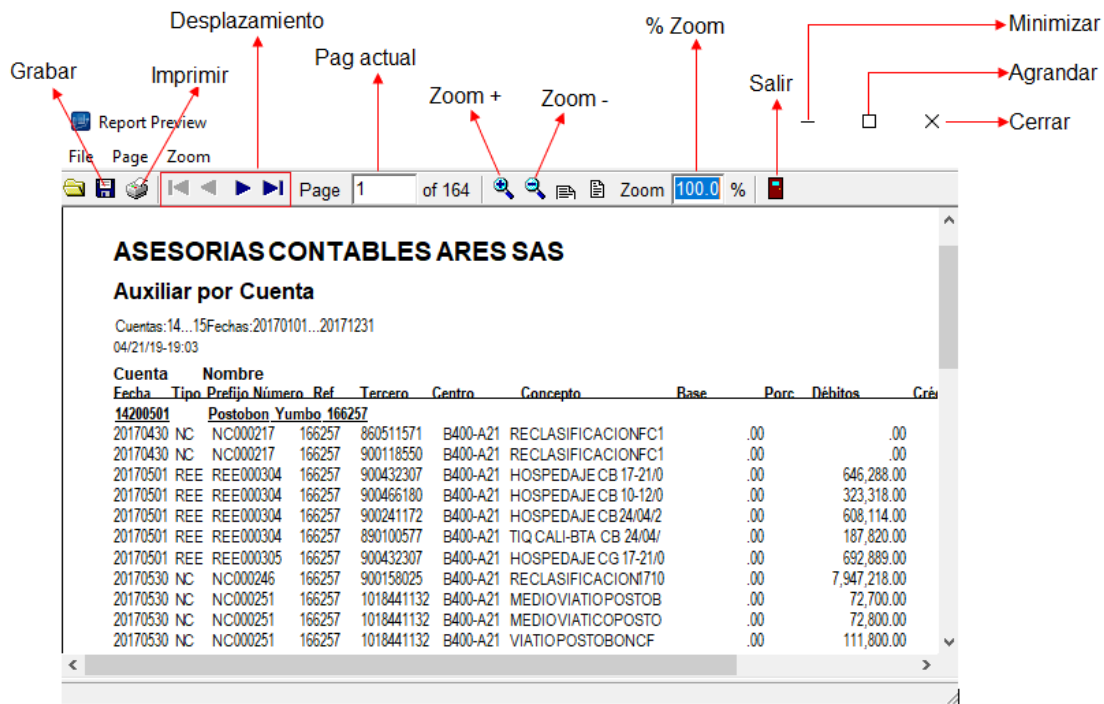 Desplazamiento
% Zoom
Minimizar
Grabar
Imprimir
Pag actual
Zoom +
Zoom -
Salir
Agrandar
Cerrar
Report Preview
File Page Zoom
Page 1 of 164 Zoom 100.0 %
ASESORIAS CONTABLES ARES SAS
Auxiliar por Cuenta
Cuentas:14...15Fechas:20170101...20171231
04/21/19-19:03
Cuenta Nombre
Fecha Tipo Prefijo Número Ref Tercero Centro Concepto Base Porc Débitos Cré
14200501 Postobon Yumbo 166257
20170430 NC NC000217 166257 860511571 B400-A21 RECLASIFICACIONFC1 .00 .00
20170430 NC NC000217 166257 900118550 B400-A21 RECLASIFICACIONFC1 .00 .00
20170501 REE REE000304 166257 900432307 B400-A21 HOSPEDAJE CB 17-21/0 .00 646,288.00
20170501 REE REE000304 166257 900466180 B400-A21 HOSPEDAJE CB 10-12/0 .00 323,318.00
20170501 REE REE000304 166257 900241172 B400-A21 HOSPEDAJE CB24/04/2 .00 608,114.00
20170501 REE REE000304 166257 890100577 B400-A21 TIQ CALI-BTA CB 24/04/ .00 187,820.00
20170501 REE REE000305 166257 900432307 B400-A21 HOSPEDAJE CG 17-21/0 .00 692,889.00
20170530 NC NC000246 166257 900158025 B400-A21 RECLASIFICACION1710 .00 7,947,218.00
20170530 NC NC000251 166257 1018441132 B400-A21 MEDIOVIATIOPOSTOB .00 72,700.00
20170530 NC NC000251 166257 1018441132 B400-A21 MEDIOVIATICOPOSTO .00 72,800.00
20170530 NC NC000251 166257 1018441132 B400-A21 VIATIOPOSTOBONCF .00 111,800.00